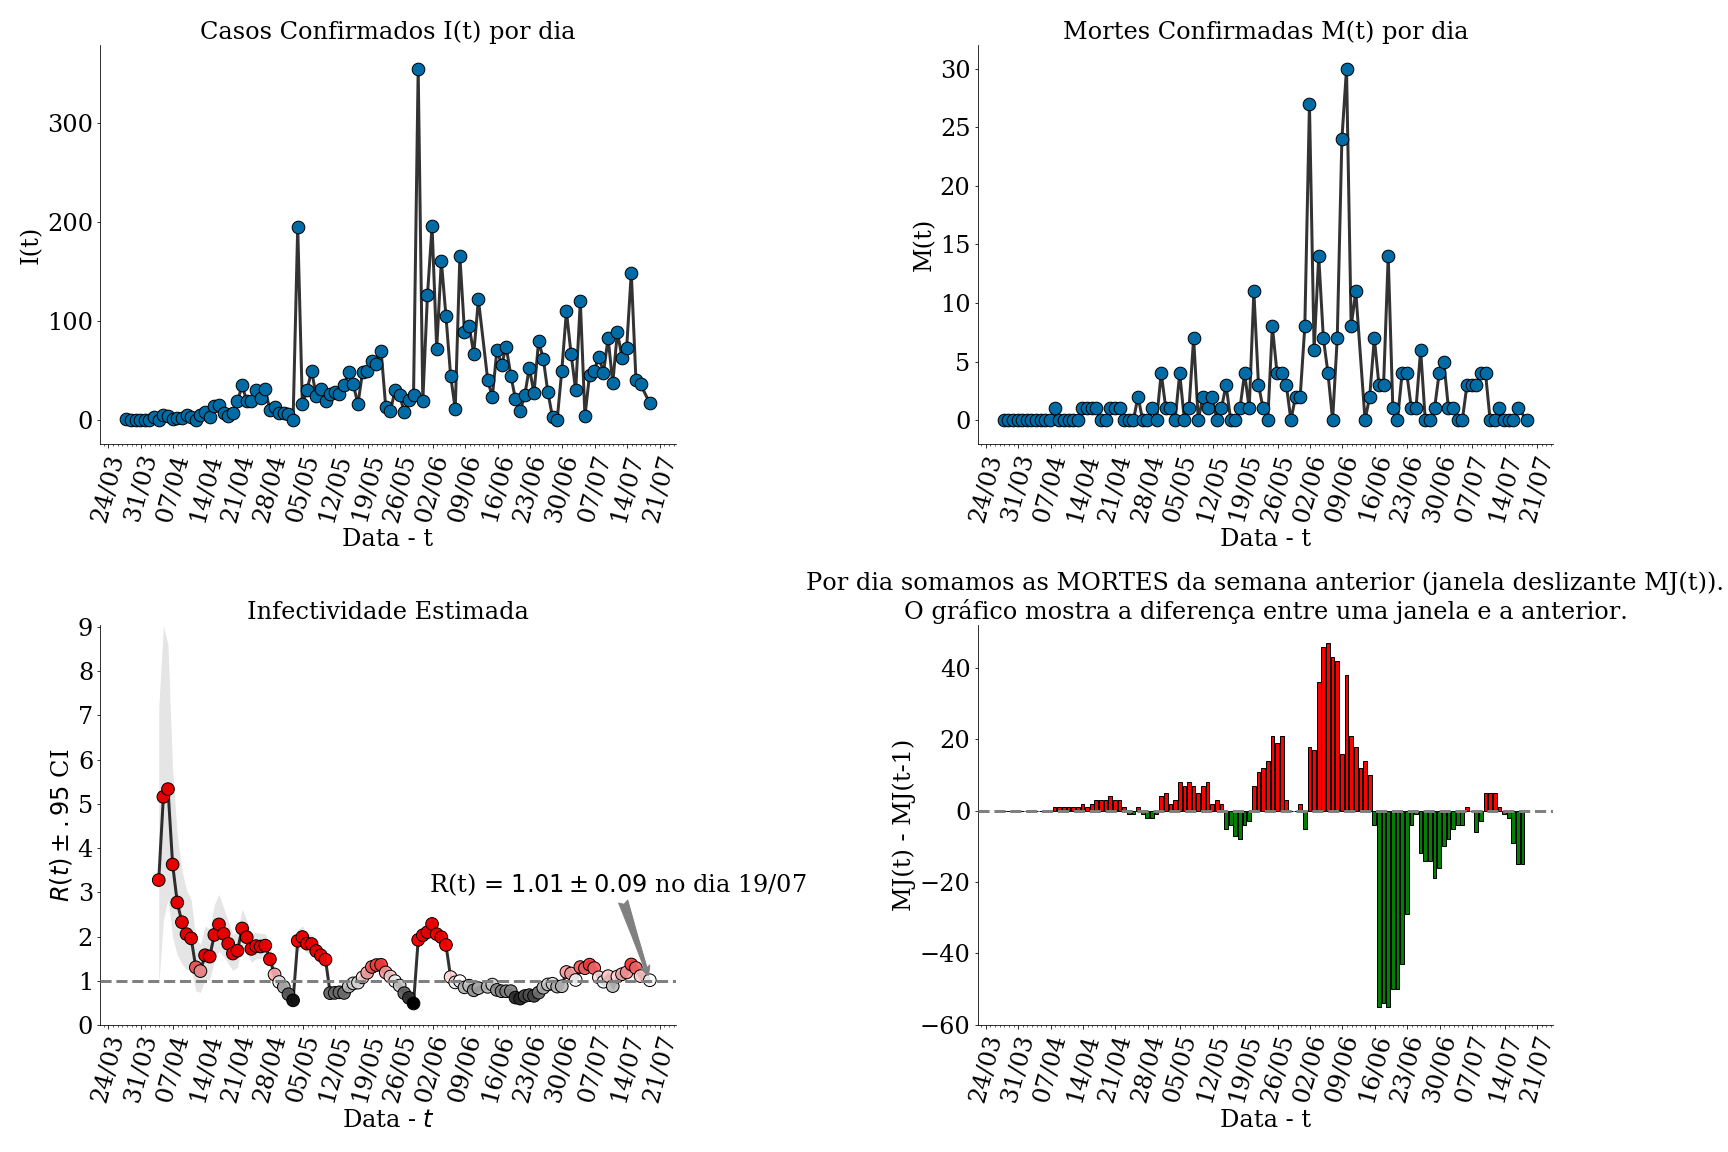 Casos Confirmados I(t) por dia
300
200
100
0
I(t)
24/03 31/03 07/04 14/04 21/04 28/04 05/05 12/05 19/05 26/05 02/06 09/06 16/06 23/06 30/06 07/07 14/07 21/07
Data - t
Mortes Confirmadas M(t) por dia
30
25
20
15
10
5
0
M(t)
24/03 31/03 07/04 14/04 21/04 28/04 05/05 12/05 19/05 26/05 02/06 09/06 16/06 23/06 30/06 07/07 14/07 21/07
Data - t
Infectividade Estimada
9
8
7
6
5
4
3
2
1
0
R(t) ± .95 CI
R(t) = 1.01 ± 0.09 no dia 19/07
24/03 31/03 07/04 14/04 21/04 28/04 05/05 12/05 19/05 26/05 02/06 09/06 16/06 23/06 30/06 07/07 14/07 21/07
Data - t
Por dia somamos as MORTES da semana anterior (janela deslizante MJ(t)).
O gráfico mostra a diferença entre uma janela e a anterior.
40
20
0
−20
−40
−60
MJ(t) - MJ(t-1)
24/03 31/03 07/04 14/04 21/04 28/04 05/05 12/05 19/05 26/05 02/06 09/06 16/06 23/06 30/06 07/07 14/07 21/07
Data - t